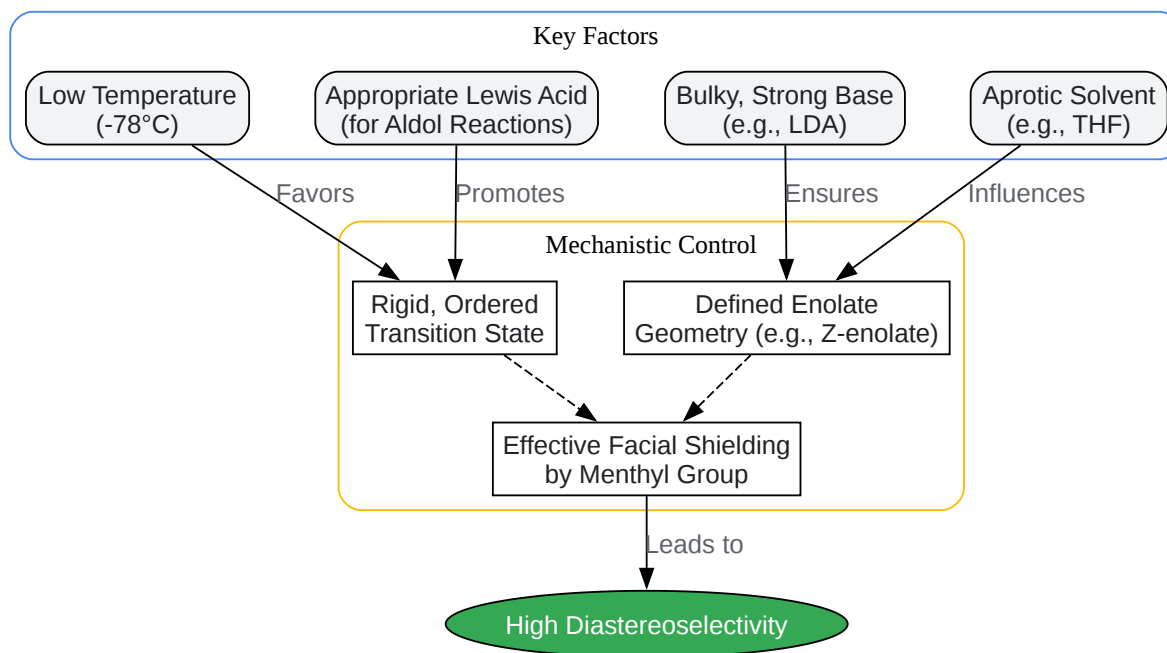 Key Factors
Low Temperature
(-78°C)
Appropriate Lewis Acid
(for Aldol Reactions)
Bulky, Strong Base
(e.g., LDA)
Aprotic Solvent
(e.g., THF)
Favors
Promotes
Ensures
Influences
Mechanistic Control
Rigid, Ordered
Transition State
Defined Enolate
Geometry (e.g., Z-enolate)
Effective Facial Shielding
by Menthyl Group
Leads to
High Diastereoselectivity